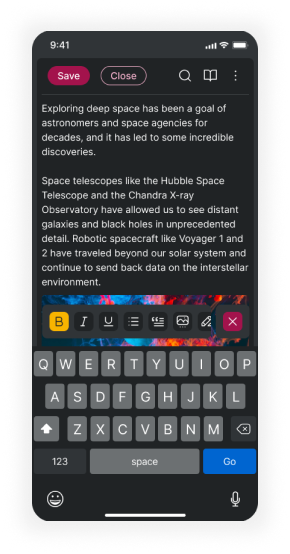 9:41
Save Close
Exploring deep space has been a goal of
astronomers and space agencies for
decades, and it has led to some incredible
discoveries.
Space telescopes like the Hubble Space
Telescope and the Chandra X-ray
Observatory have allowed us to see distant
galaxies and black holes in unprecedented
detail. Robotic spacecraft like Voyager 1 and
2 have traveled beyond our solar system and
continue to send back data on the interstellar
environment.
B I U
Q W E R T Y U I O P
A S D F G H J K L
Z X C V B N M
123 space Go